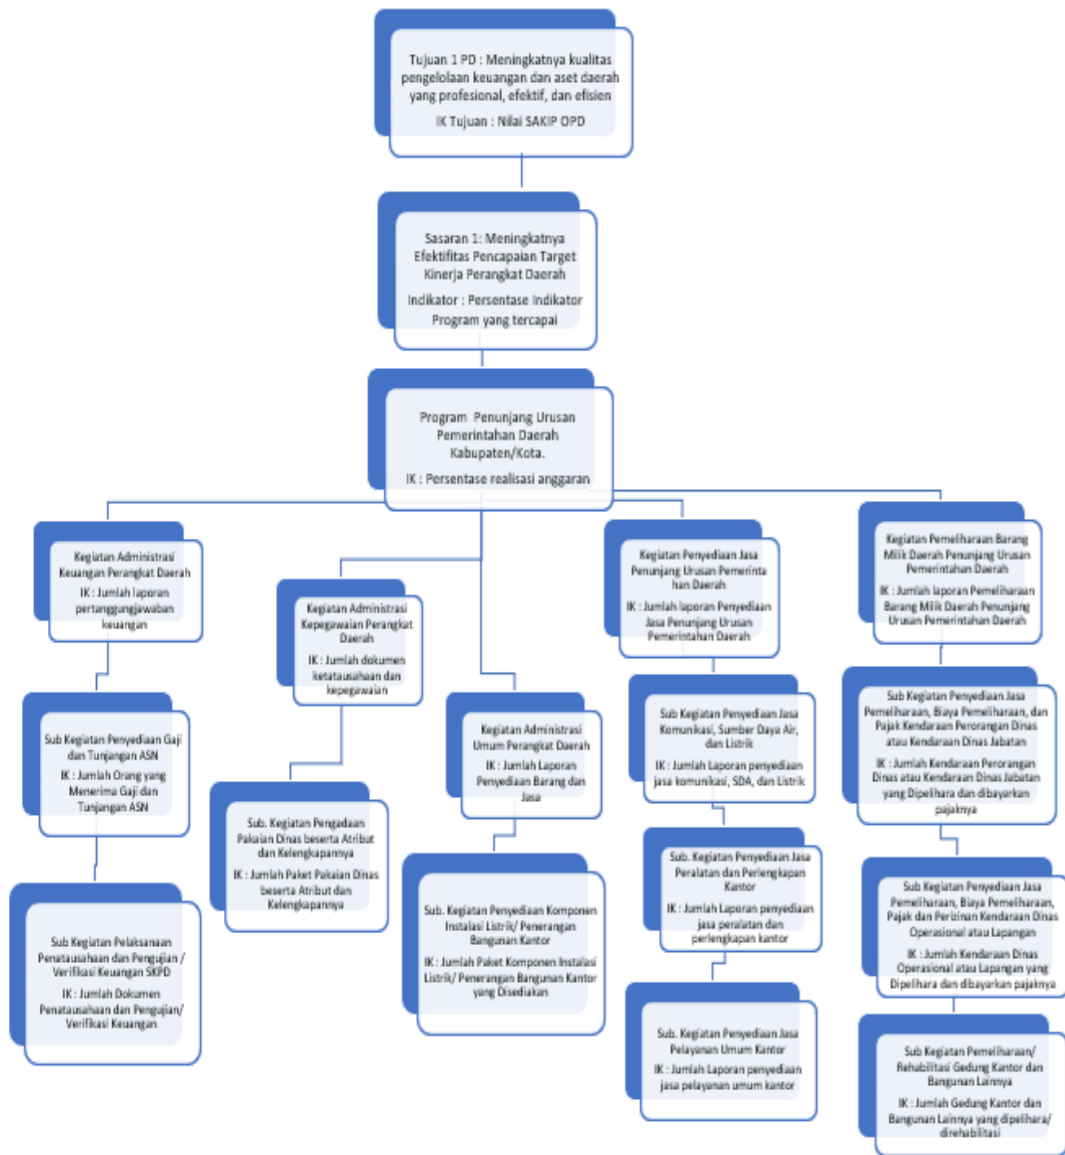 Tujuan 1 PD : Meningkatnya kualitas
pengelolaan keuangan dan aset daerah
yang profesional, efektif, dan efisien
IK Tujuan : Nilai SAKIP OPD
Sasaran 1: Meningkatnya
Efektifitas Pencapaian Target
Kinerja Perangkat Daerah
Indikator : Persentase Indikator
Program yang tercapai
Program Penunjang Urusan
Pemerintahan Daerah
Kabupaten/Kota.
IK : Persentase realisasi anggaran
Kegiatan Administrasi
Keuangan Perangkat Daerah
IK : Jumlah laporan
pertanggungjawaban
keuangan
Sub Kegiatan Penyediaan Gaji
dan Tunjangan ASN
IK : Jumlah Orang yang
Menerima Gaji dan
Tunjangan ASN
Sub Kegiatan Pelaksanaan
Penatausahaan dan Pengujian /
Verifikasi Keuangan SKPD
IK : Jumlah Dokumen
Penatausahaan dan Pengujian/
Verifikasi Keuangan
Kegiatan Administrasi
Kepegawaian Perangkat
Daerah
IK : Jumlah dokumen
ketatausahaan dan
kepegawaian
Sub. Kegiatan Pengadaan
Pakaian Dinas beserta Atribut
dan Kelengkapannya
IK : Jumlah Paket Pakaian Dinas
beserta Atribut dan
Kelengkapannya
Kegiatan Administrasi
Umum Perangkat Daerah
IK : Jumlah Laporan
Penyediaan Barang dan
Jasa
Sub. Kegiatan Penyediaan Komponen
Instalasi Listrik/ Penerangan
Bangunan Kantor
IK : Jumlah Paket Komponen Instalasi
Listrik/ Penerangan Bangunan Kantor
yang Disediakan
Kegiatan Penyediaan Jasa
Penunjang Urusan Pemerinta
han Daerah
IK : Jumlah laporan Penyediaan
Jasa Penunjang Urusan
Pemerintahan Daerah
Sub Kegiatan Penyediaan Jasa
Komunikasi, Sumber Daya Air,
dan Listrik
IK : Jumlah Laporan penyediaan
jasa komunikasi, SDA, dan Listrik
Sub. Kegiatan Penyediaan Jasa
Peralatan dan Perlengkapan
Kantor
IK : Jumlah Laporan penyediaan
jasa peralatan dan
perlengkapan kantor
Sub. Kegiatan Penyediaan Jasa
Pelayanan Umum Kantor
IK : Jumlah Laporan penyediaan
jasa pelayanan umum kantor
Kegiatan Pemeliharaan Barang
Milik Daerah Penunjang Urusan
Pemerintahan Daerah
IK : Jumlah laporan Pemeliharaan
Barang Milik Daerah Penunjang
Urusan Pemerintahan Daerah
Sub Kegiatan Penyediaan Jasa
Pemeliharaan, Biaya Pemeliharaan, dan
Pajak Kendaraan Perorangan Dinas
atau Kendaraan Dinas Jabatan
IK : Jumlah Kendaraan Perorangan
Dinas atau Kendaraan Dinas Jabatan
yang Dipelihara dan dibayarkan
pajaknya
Sub Kegiatan Penyediaan Jasa
Pemeliharaan, Biaya Pemeliharaan,
Pajak dan Perizinan Kendaraan Dinas
Operasional atau Lapangan
IK : Jumlah Kendaraan Dinas
Operasional atau Lapangan yang
Dipelihara dan dibayarkan pajaknya
Sub Kegiatan Pemeliharaan/
Rehabilitasi Gedung Kantor dan
Bangunan Lainnya
IK : Jumlah Gedung Kantor dan
Bangunan Lainnya yang dipelihara/
direhabilitasi